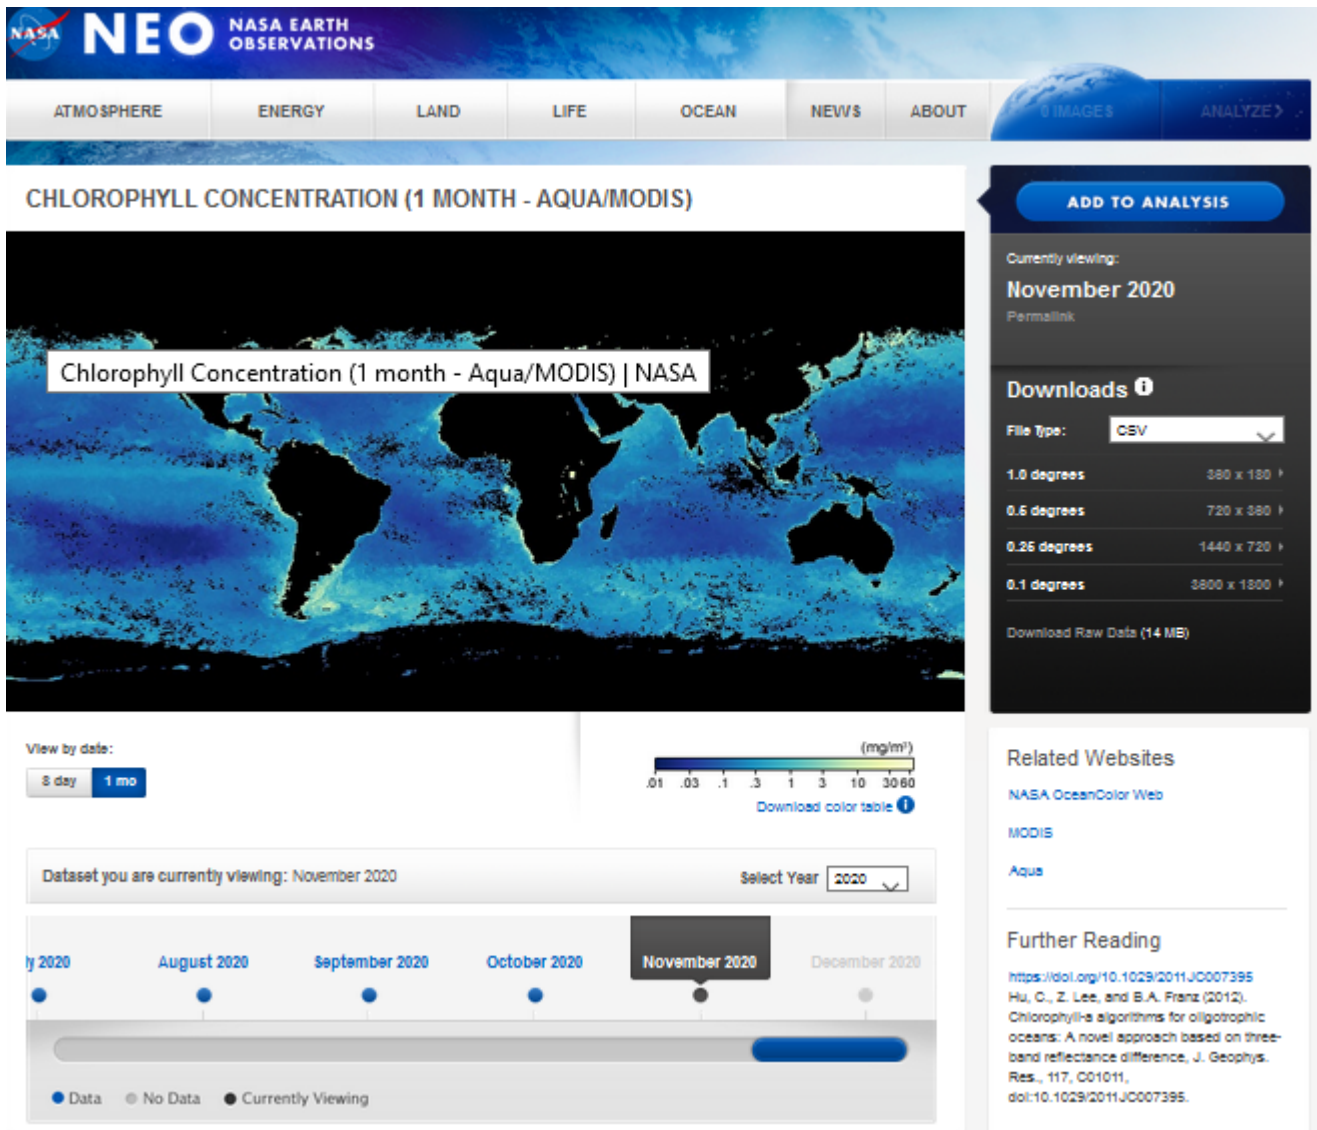 NASA NEO NASA EARTH
OBSERVATIONS
ATMOSPHERE ENERGY LAND LIFE OCEAN NEWS ABOUT 0 IMAGES ANALYZE
CHLOROPHYLL CONCENTRATION (1 MONTH - AQUA/MODIS)
Chlorophyll Concentration (1 month - Aqua/MODIS) | NASA
ADD TO ANALYSIS
Currently viewing:
November 2020
Permalink
Downloads
File Type: CSV
1.0 degrees 360 x 180
0.5 degrees 720 x 360
0.25 degrees 1440 x 720
0.1 degrees 3600 x 1800
Download Raw Data (14 MB)
View by date:
8 day 1 mo
(mg/m³)
.01 .03 .1 .3 1 3 10 30 60
Download color table
Dataset you are currently viewing: November 2020
Select Year 2020
ly 2020 August 2020 September 2020 October 2020 November 2020 December 2020
Data No Data Currently Viewing
Related Websites
NASA OceanColor Web
MODIS
Aqua
Further Reading
https://doi.org/10.1029/2011JC007395
Hu, C., Z. Lee, and B.A. Franz (2012).
Chlorophyll-a algorithms for oligotrophic
oceans: A novel approach based on three-
band reflectance difference, J. Geophys.
Res., 117, C01011,
doi:10.1029/2011JC007395.